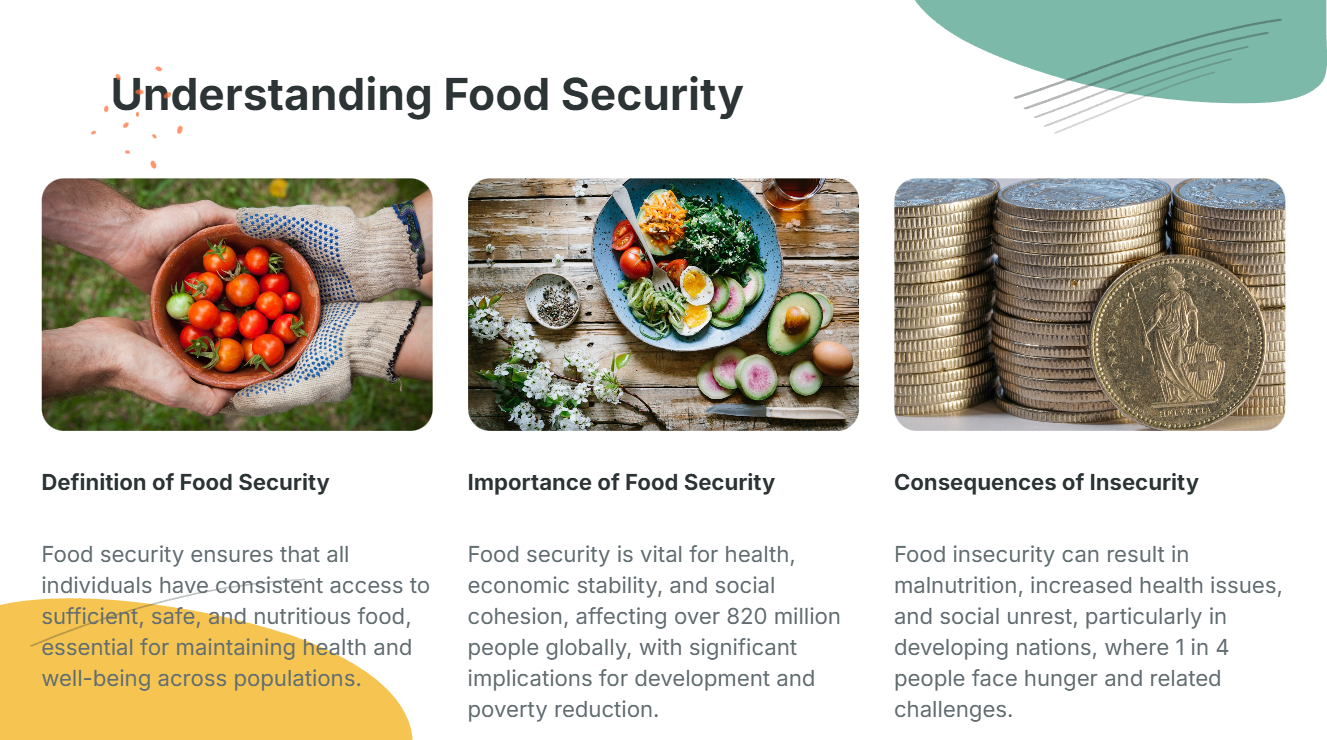 Understanding Food Security
HELVETIA
Definition of Food Security
Food security ensures that all
individuals have consistent access to
sufficient, safe, and nutritious food,
essential for maintaining health and
well-being across populations.
Importance of Food Security
Food security is vital for health,
economic stability, and social
cohesion, affecting over 820 million
people globally, with significant
implications for development and
poverty reduction.
Consequences of Insecurity
Food insecurity can result in
malnutrition, increased health issues,
and social unrest, particularly in
developing nations, where 1 in 4
people face hunger and related
challenges.